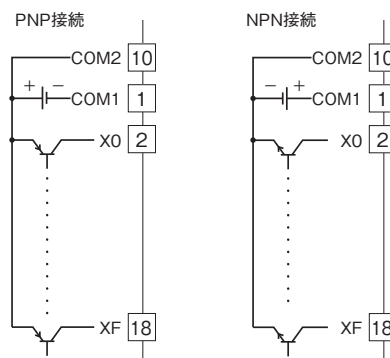 PNP接続
COM2 10
+ − COM1 1
X0 2
XF 18
NPN接続
COM2 10
− + COM1 1
X0 2
XF 18